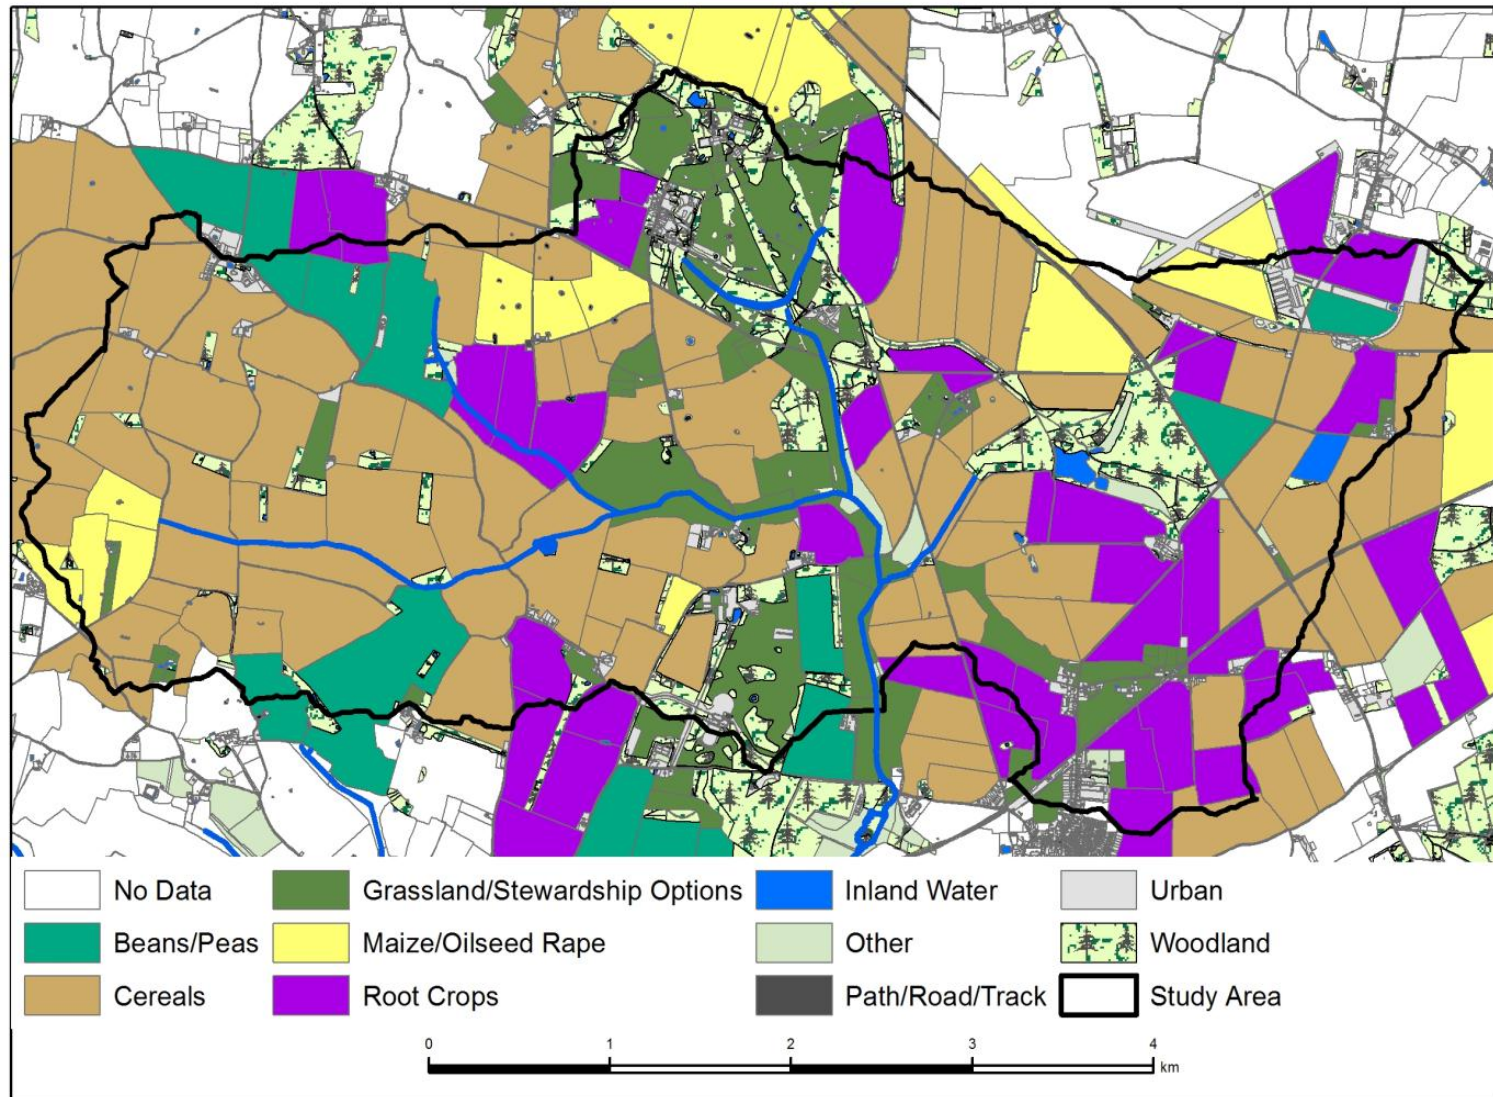 No Data
Grassland/Stewardship Options
Inland Water
Urban
Beans/Peas
Maize/Oilseed Rape
Other
Woodland
Cereals
Root Crops
Path/Road/Track
Study Area
0 1 2 3 4
km